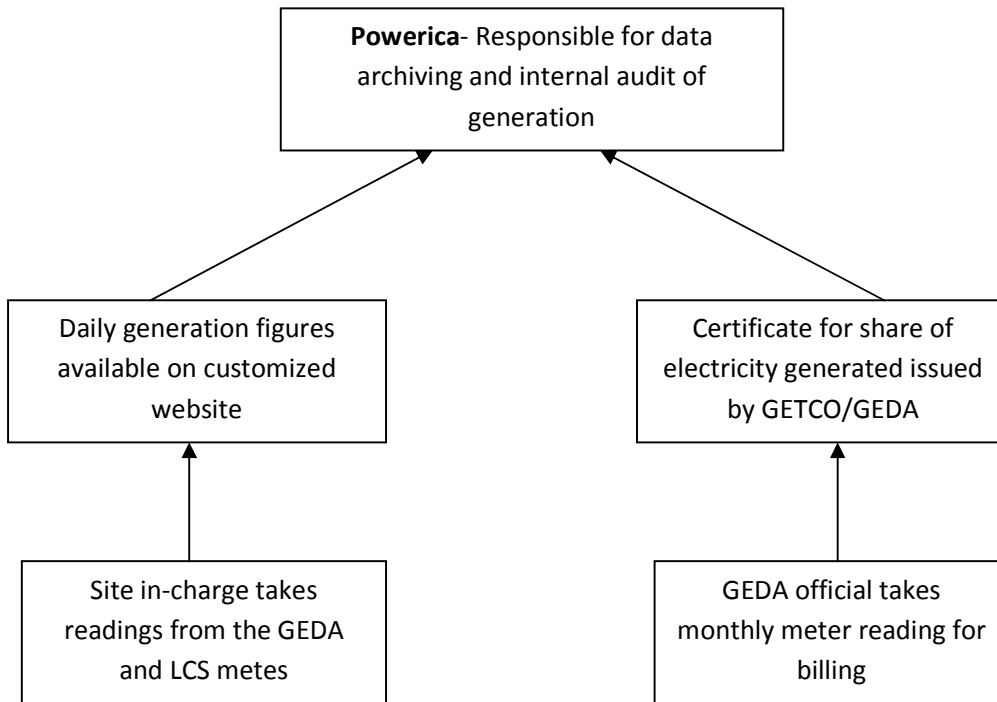 Powerica- Responsible for data
archiving and internal audit of
generation
Daily generation figures
available on customized
website
Certificate for share of
electricity generated issued
by GETCO/GEDA
Site in-charge takes
readings from the GEDA
and LCS metes
GEDA official takes
monthly meter reading for
billing